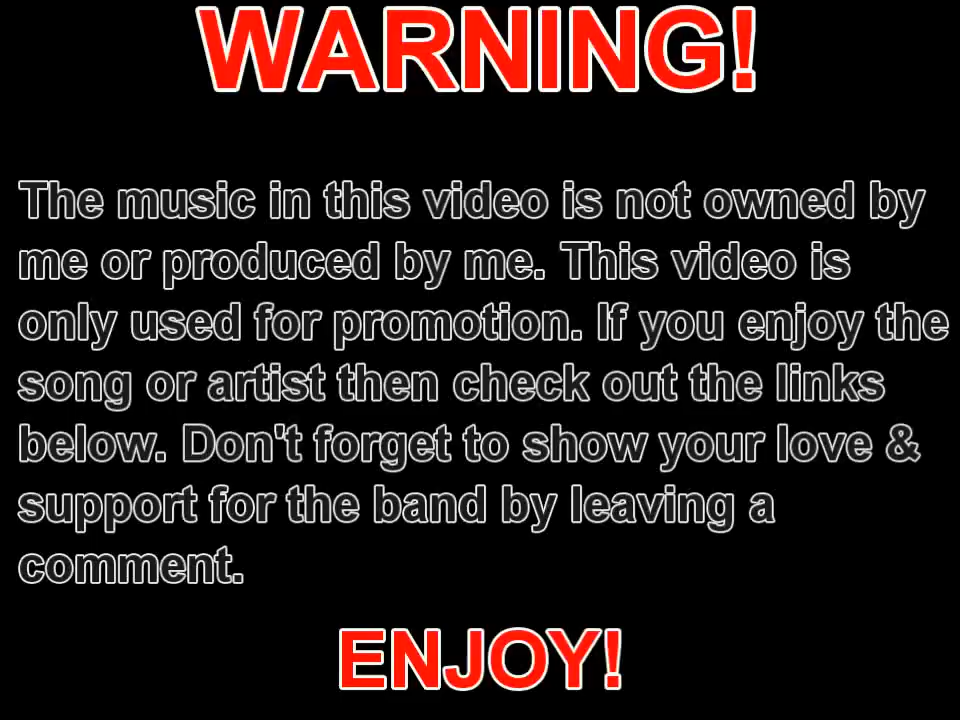 WARNING!
The music in this video is not owned by
me or produced by me. This video is
only used for promotion. If you enjoy the
song or artist then check out the links
below. Don't forget to show your love &
support for the band by leaving a
comment.
ENJOY!